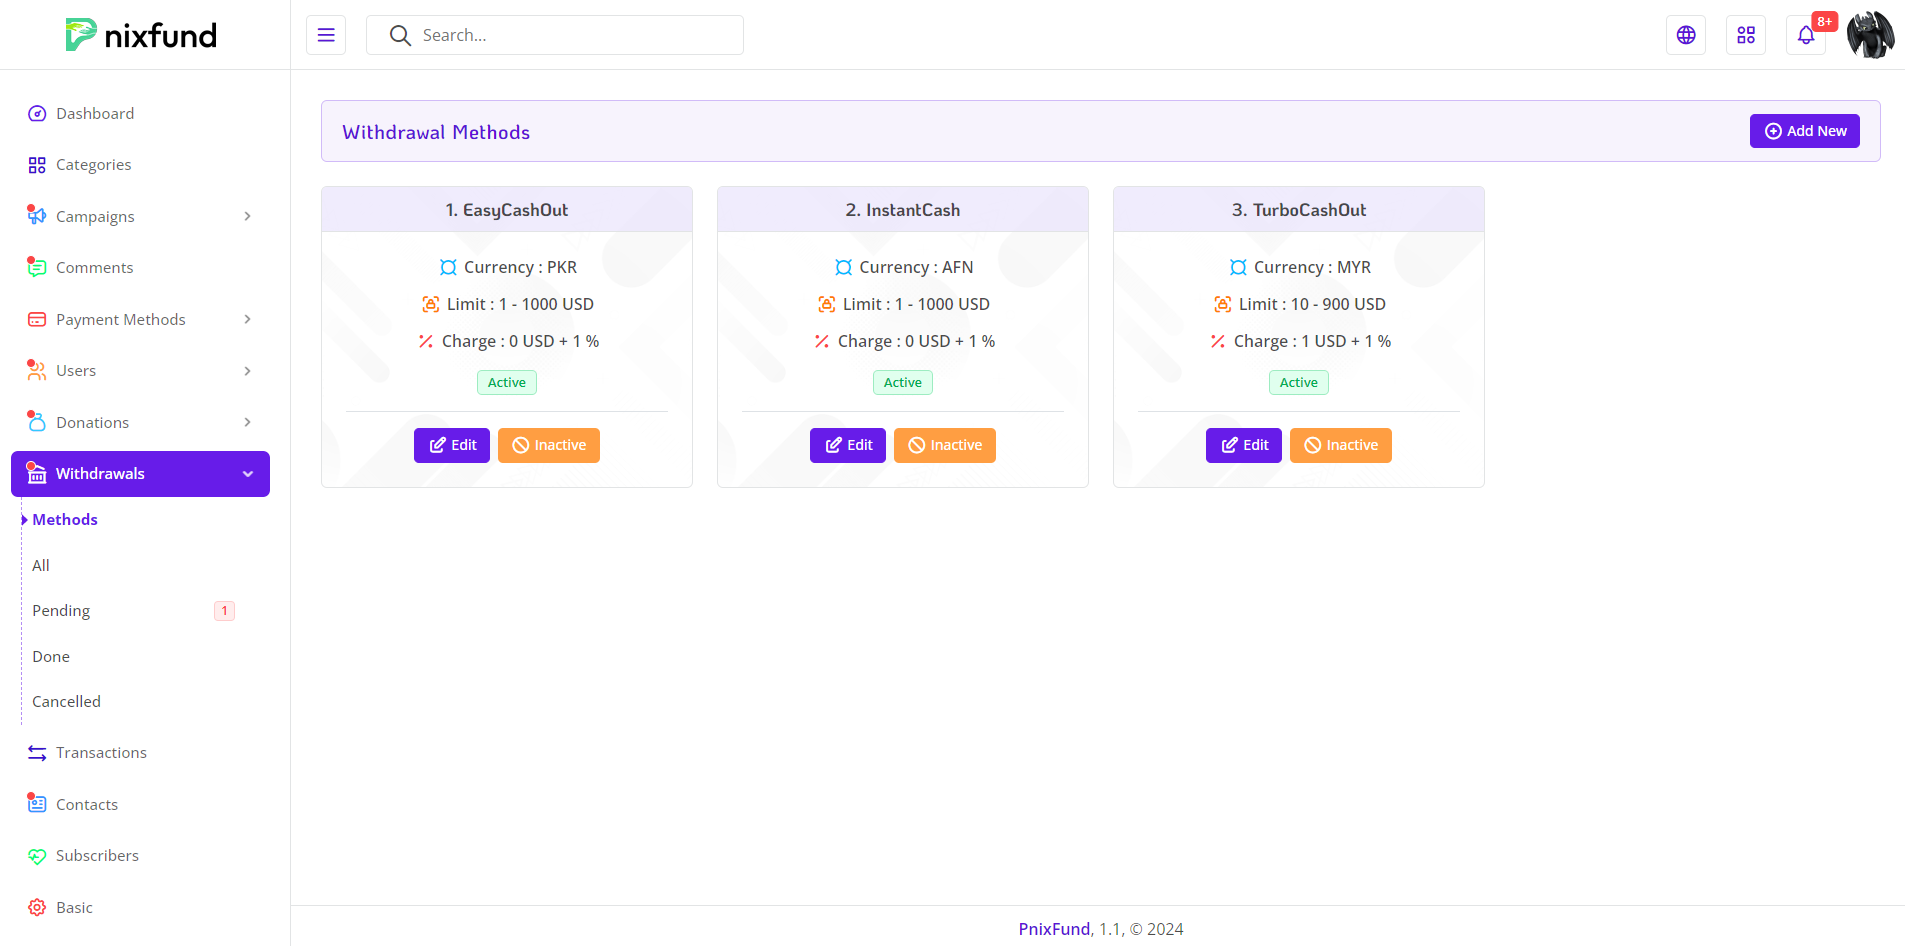 nixfund
Search...
8+
Dashboard
Categories
Campaigns
Comments
Payment Methods
Users
Donations
Withdrawals
Methods
All
Pending 1
Done
Cancelled
Transactions
Contacts
Subscribers
Basic
Withdrawal Methods
Add New
1. EasyCashOut
Currency : PKR
Limit : 1 - 1000 USD
Charge : 0 USD + 1 %
Active
Edit Inactive
2. InstantCash
Currency : AFN
Limit : 1 - 1000 USD
Charge : 0 USD + 1 %
Active
Edit Inactive
3. TurboCashOut
Currency : MYR
Limit : 10 - 900 USD
Charge : 1 USD + 1 %
Active
Edit Inactive
PnixFund, 1.1, © 2024